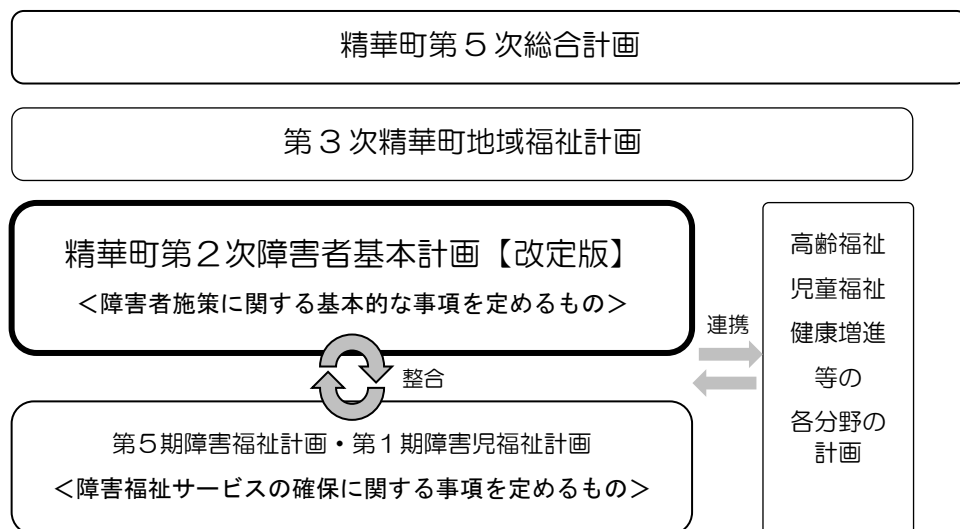 精華町第5次総合計画
第3次精華町地域福祉計画
精華町第2次障害者基本計画【改定版】
<障害者施策に関する基本的な事項を定めるもの>
整合
第5期障害福祉計画・第1期障害児福祉計画
<障害福祉サービスの確保に関する事項を定めるもの>
連携
高齢福祉
児童福祉
健康増進
等の
各分野の
計画